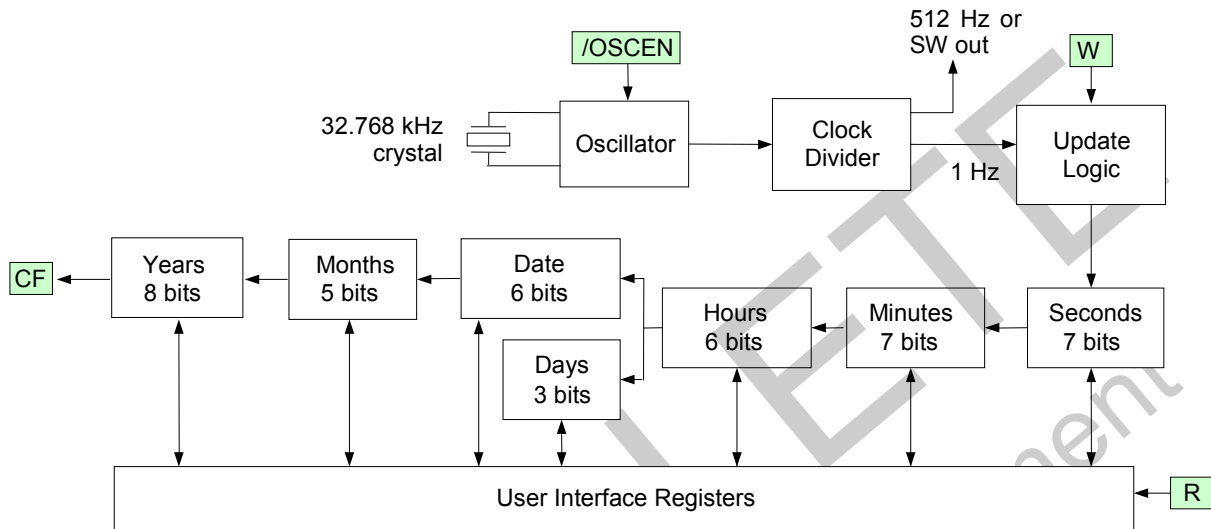 512 Hz or
SW out
/OSCEN
W
32.768 kHz
crystal
Oscillator
Clock
Divider
1 Hz
Update
Logic
CF
Years
8 bits
Months
5 bits
Date
6 bits
Days
3 bits
Hours
6 bits
Minutes
7 bits
Seconds
7 bits
User Interface Registers
R
LETE
ment